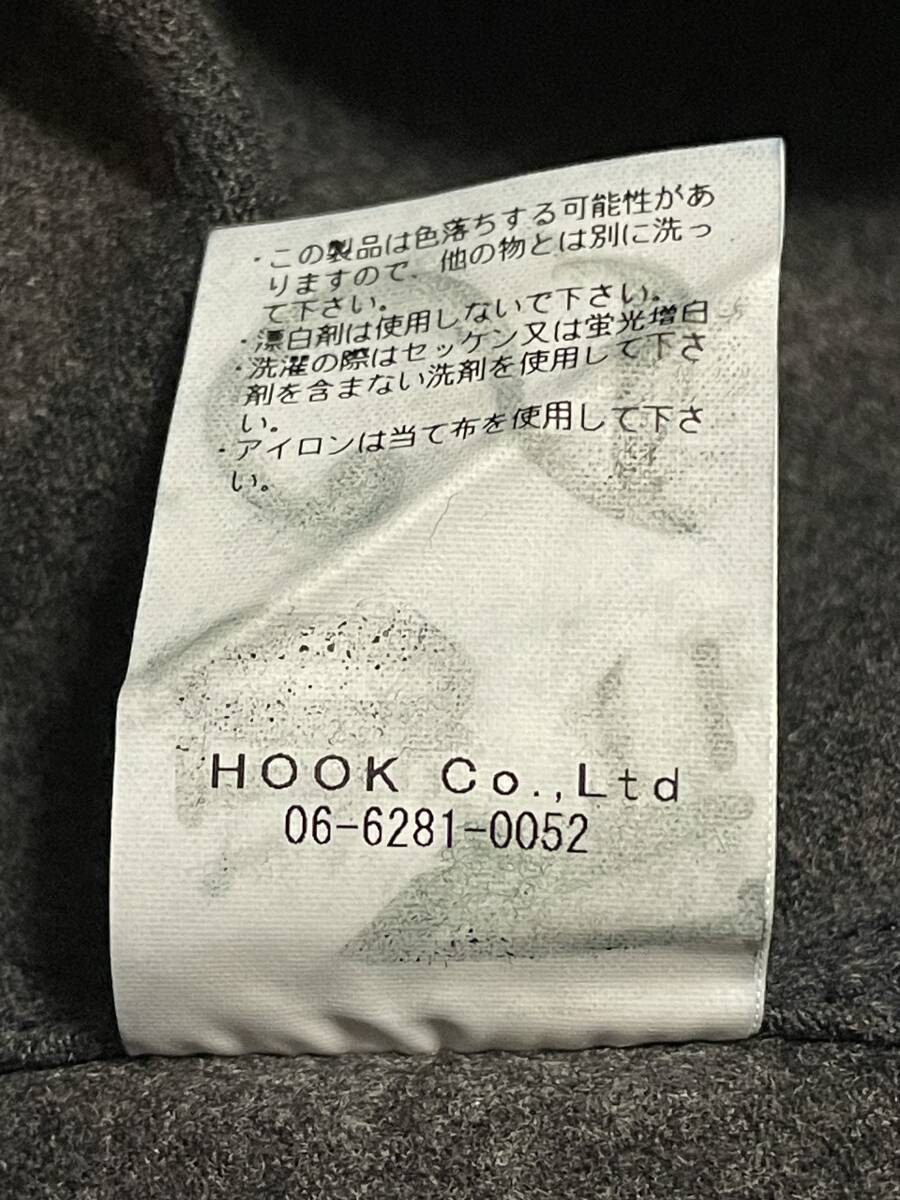 ・この製品は色落ちする可能性があ
りますので、他の物とは別に洗っ
て下さい。
・漂白剤は使用しないで下さい。
・洗濯の際はセッケン又は蛍光増白
剤を含まない洗剤を使用して下さ
い。
・アイロンは当て布を使用して下さ
い。
HOOK Co.,Ltd
06-6281-0052